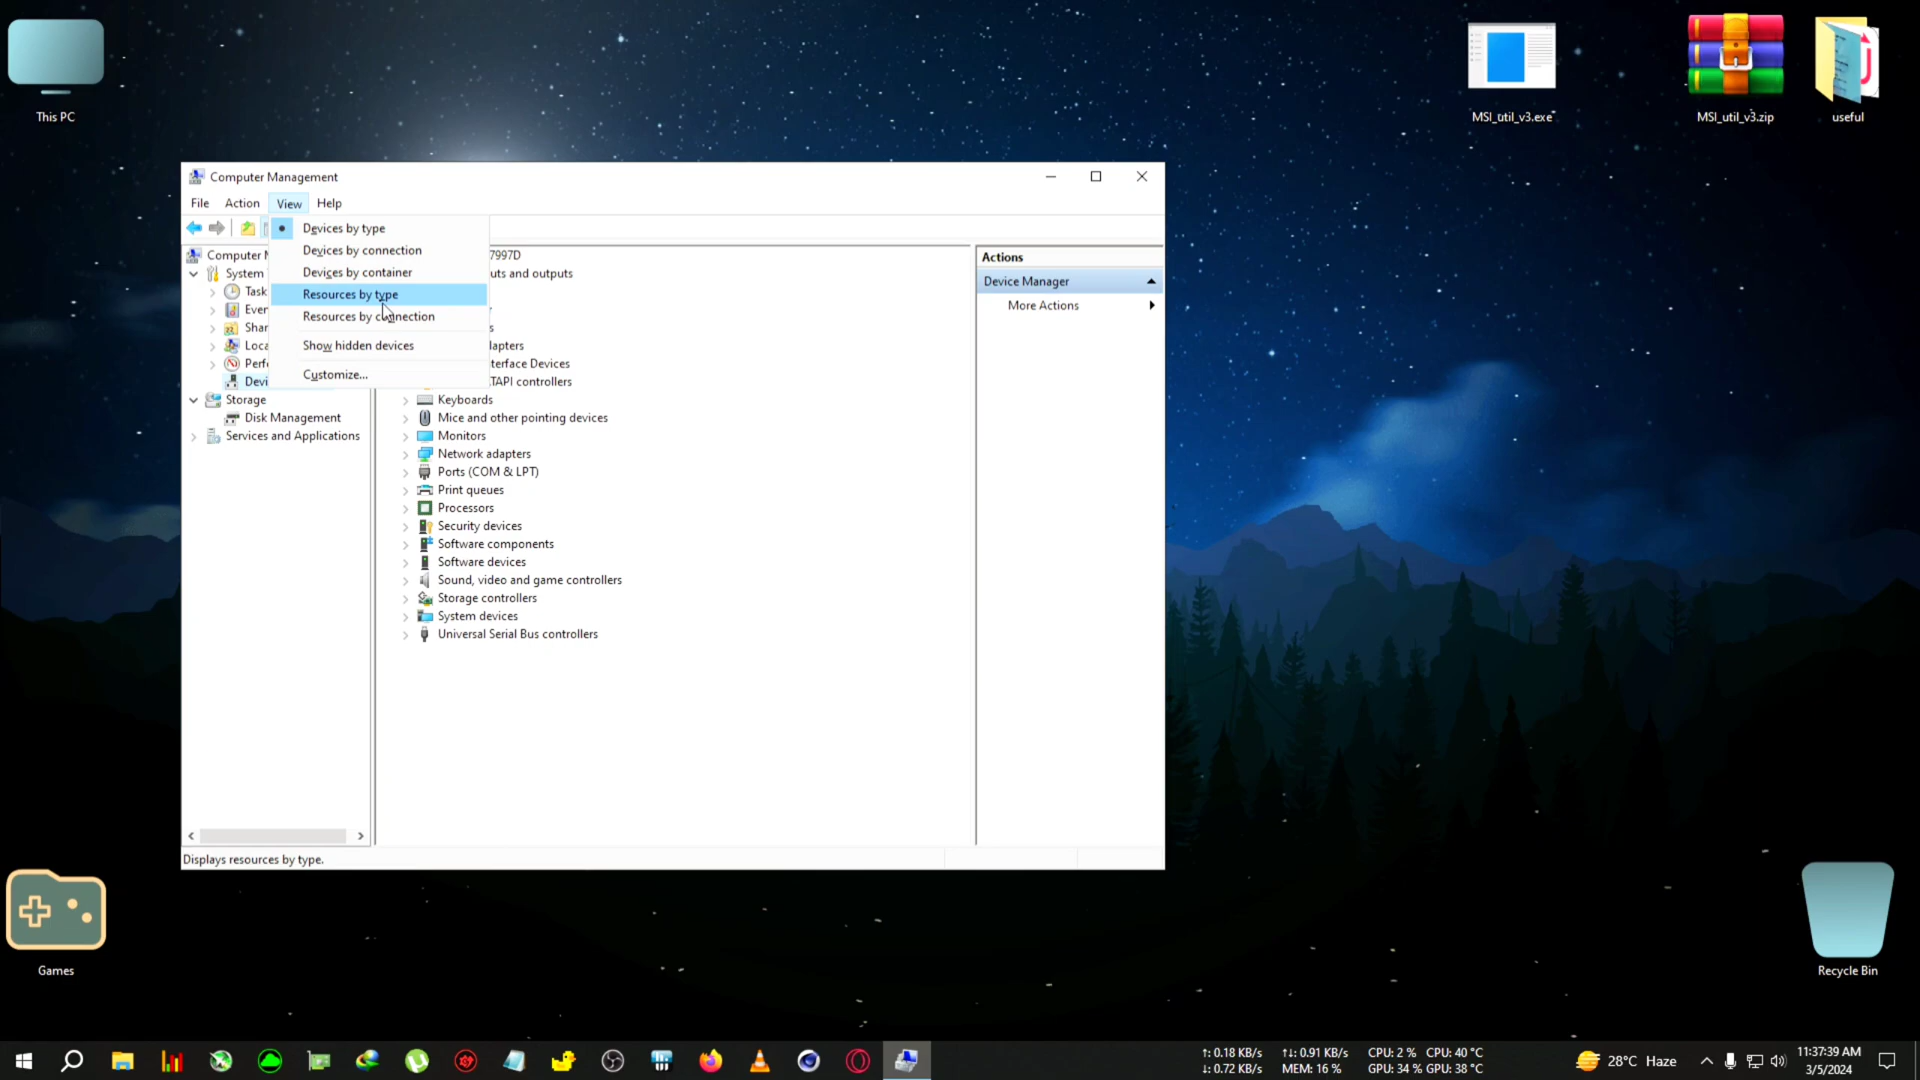 This PC
MSI_util_v3.exe
MSI_util_v3.zip
useful
Computer Management
File Action View Help
Devices by type
Devices by connection
Devices by container
Resources by type
Resources by connection
Show hidden devices
Customize...
Computer M
System
Task
Even
Shar
Loca
Perfo
Devi
Storage
Disk Management
Services and Applications
7997D
uts and outputs
lapters
terface Devices
TAPI controllers
Keyboards
Mice and other pointing devices
Monitors
Network adapters
Ports (COM & LPT)
Print queues
Processors
Security devices
Software components
Software devices
Sound, video and game controllers
Storage controllers
System devices
Universal Serial Bus controllers
Actions
Device Manager
More Actions
Displays resources by type.
Games
Recycle Bin
↑: 0.18 KB/s ↑↓: 0.91 KB/s CPU: 2 % CPU: 40 °C
↓: 0.72 KB/s MEM: 16 % GPU: 34 % GPU: 38 °C
28°C Haze
11:37:39 AM
3/5/2024